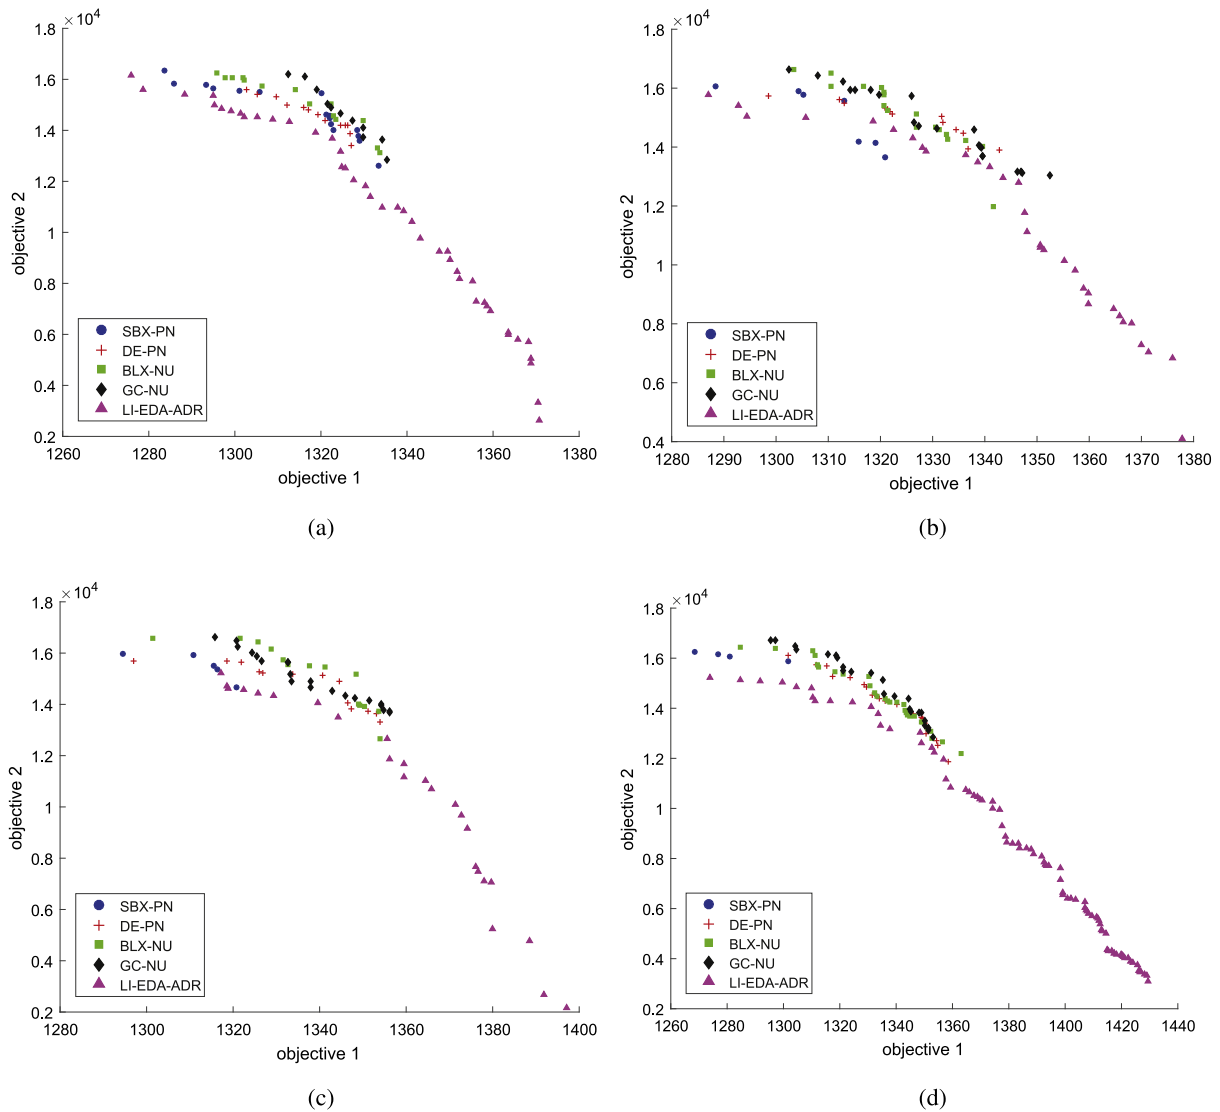 ×10^4
1.8
1.6
1.4
1.2
1
0.8
0.6
0.4
0.2
objective 2
SBX-PN
DE-PN
BLX-NU
GC-NU
LI-EDA-ADR
1260 1280 1300 1320 1340 1360 1380
objective 1
(a)
×10^4
1.8
1.6
1.4
1.2
1
0.8
0.6
0.4
objective 2
SBX-PN
DE-PN
BLX-NU
GC-NU
LI-EDA-ADR
1280 1290 1300 1310 1320 1330 1340 1350 1360 1370 1380
objective 1
(b)
×10^4
1.8
1.6
1.4
1.2
1
0.8
0.6
0.4
0.2
objective 2
SBX-PN
DE-PN
BLX-NU
GC-NU
LI-EDA-ADR
1280 1300 1320 1340 1360 1380 1400
objective 1
(c)
×10^4
1.8
1.6
1.4
1.2
1
0.8
0.6
0.4
0.2
objective 2
SBX-PN
DE-PN
BLX-NU
GC-NU
LI-EDA-ADR
1260 1280 1300 1320 1340 1360 1380 1400 1420 1440
objective 1
(d)